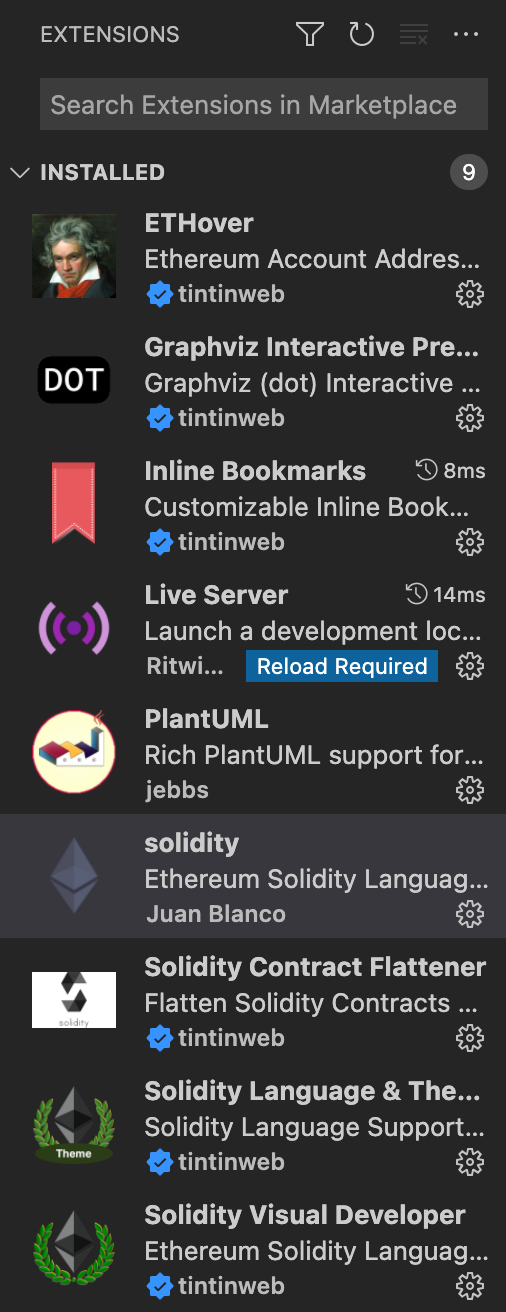 EXTENSIONS
Search Extensions in Marketplace
INSTALLED 9
ETHover
Ethereum Account Addres...
tintinweb
Graphviz Interactive Pre...
DOT
Graphviz (dot) Interactive ...
tintinweb
Inline Bookmarks 8ms
Customizable Inline Book...
tintinweb
Live Server 14ms
Launch a development loc...
Ritwi... Reload Required
PlantUML
Rich PlantUML support for...
jebbs
solidity
Ethereum Solidity Languag...
Juan Blanco
Solidity Contract Flattener
Flatten Solidity Contracts ...
solidity
tintinweb
Solidity Language & The...
Solidity Language Support...
Theme
tintinweb
Solidity Visual Developer
Ethereum Solidity Languag...
tintinweb